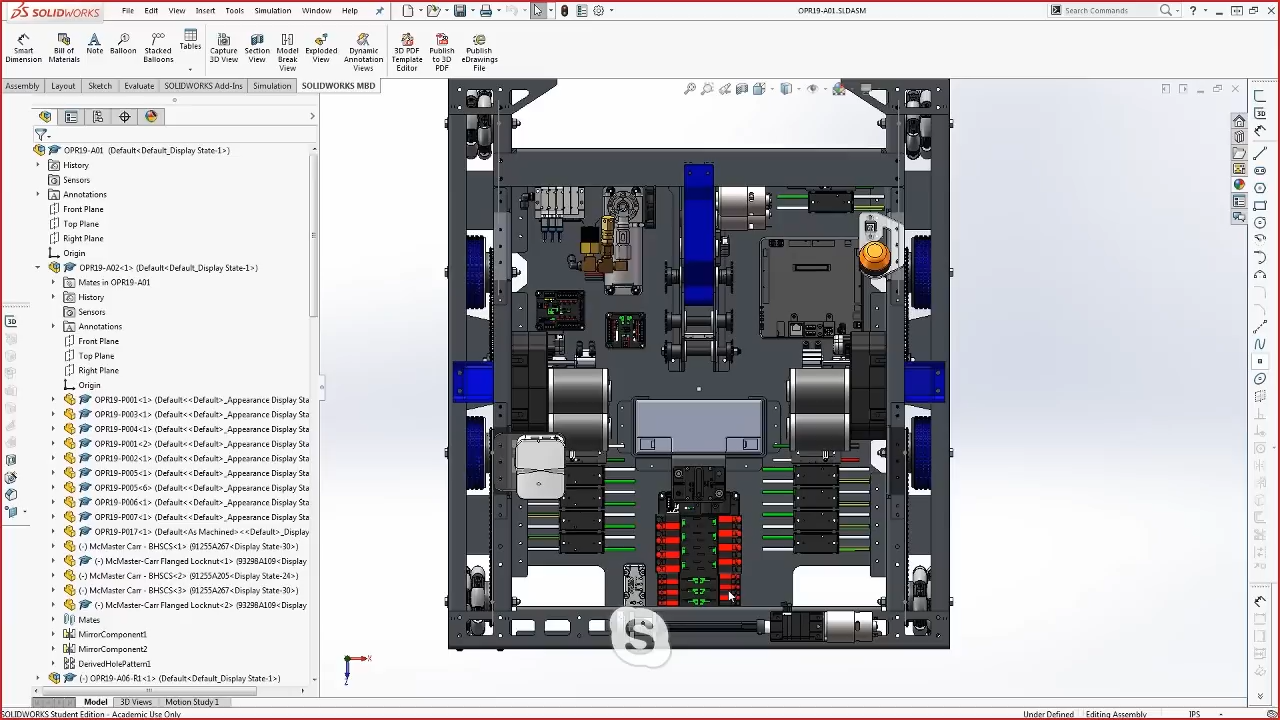 SOLIDWORKS
File Edit View Insert Tools Simulation Window Help
OPR19-A01.SLDASM
Search Commands
Smart Dimension
Bill of Materials
Note
Balloon
Stacked Balloons
Tables
Capture 3D View
Section View
Model Break View
Exploded View
Dynamic Annotation Views
3D PDF Template Editor
Publish to 3D PDF
Publish eDrawings File
Assembly Layout Sketch Evaluate SOLIDWORKS Add-Ins Simulation SOLIDWORKS MBD
OPR19-A01 (Default<Default_Display State-1>)
History
Sensors
Annotations
Front Plane
Top Plane
Right Plane
Origin
OPR19-A02<1> (Default<Default_Display State-1>)
Mates in OPR19-A01
History
Sensors
Annotations
Front Plane
Top Plane
Right Plane
Origin
OPR19-P001<1> (Default<<Default>_Appearance Display Sta
OPR19-P003<1> (Default<<Default>_Appearance Display Sta
OPR19-P004<1> (Default<<Default>_Appearance Display Sta
OPR19-P001<2> (Default<<Default>_Appearance Display Sta
OPR19-P002<1> (Default<<Default>_Appearance Display Sta
OPR19-P005<1> (Default<<Default>_Appearance Display Sta
OPR19-P005<6> (Default<<Default>_Appearance Display Sta
OPR19-P006<1> (Default<<Default>_Appearance Display Sta
OPR19-P007<1> (Default<<Default>_Appearance Display Sta
OPR19-P017<1> (Default<As Machined><<Default>_Display
(-) McMaster Carr - BHSCS<1> (91255A267<Display State-30>)
(-) McMaster-Carr Flanged Locknut<1> (93298A109<Display
(-) McMaster Carr - BHSCS<2> (91255A205<Display State-24>)
(-) McMaster Carr - BHSCS<3> (91255A267<Display State-30>)
(-) McMaster-Carr Flanged Locknut<2> (93298A109<Display
Mates
MirrorComponent1
MirrorComponent2
DerivedHolePattern1
(-) OPR19-A06-R1<1> (Default<Default_Display State-1>)
Model 3D Views Motion Study 1
SOLIDWORKS Student Edition - Academic Use Only
Under Defined Editing Assembly IPS